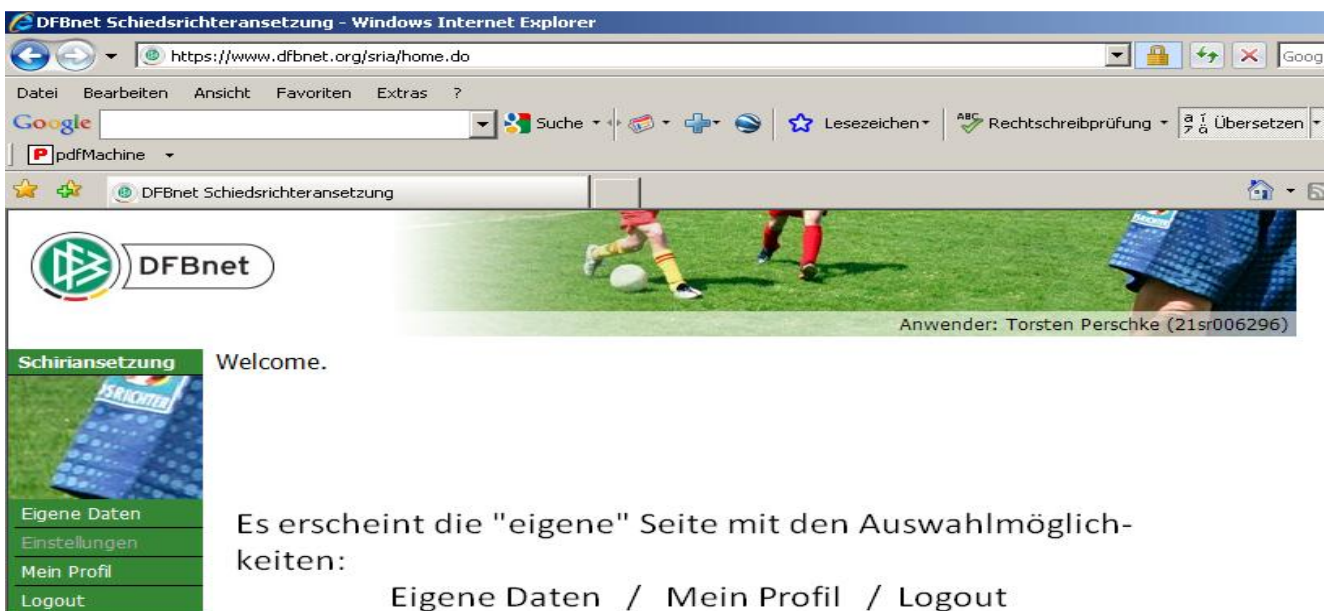 DFBnet Schiedsrichteransetzung - Windows Internet Explorer
https://www.dfbnet.org/sria/home.do
Goog
Datei Bearbeiten Ansicht Favoriten Extras ?
Google Suche Lesezeichen ABC Rechtschreibprüfung Übersetzen
pdfMachine
DFBnet Schiedsrichteransetzung
DFBnet
Anwender: Torsten Perschke (21sr006296)
Schiriansetzung
Welcome.
Eigene Daten
Einstellungen
Mein Profil
Logout
Es erscheint die "eigene" Seite mit den Auswahlmöglich-
keiten:
Eigene Daten / Mein Profil / Logout